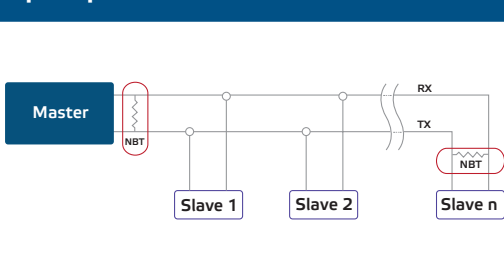 RX
Master
TX
NBT
NBT
Slave 1
Slave 2
Slave n